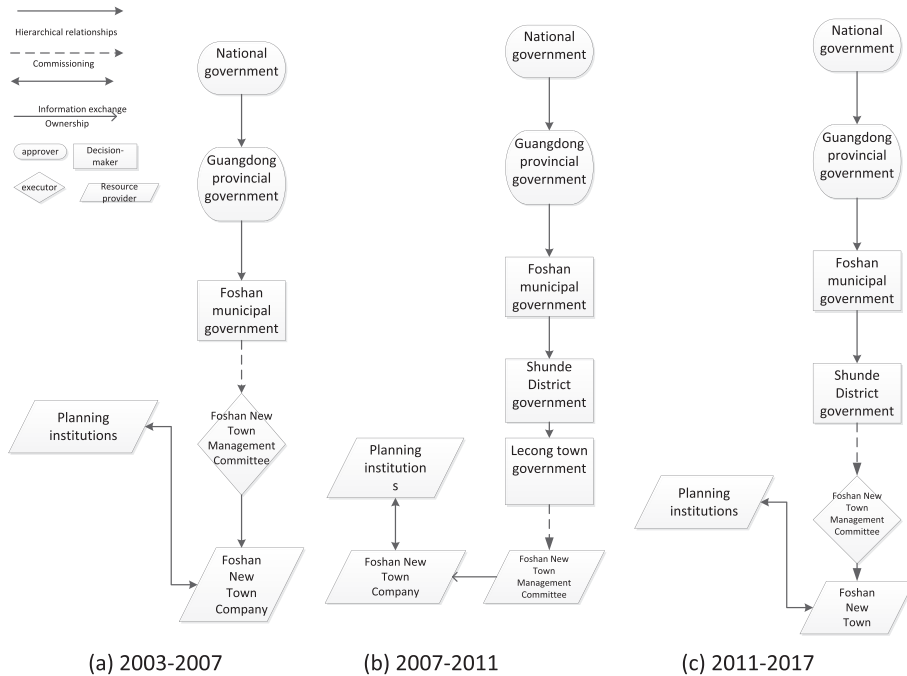 Hierarchical relationships
Commissioning
Information exchange
Ownership
approver
Decision-
maker
executor
Resource
provider
National
government
Guangdong
provincial
government
Foshan
municipal
government
Foshan New
Town
Management
Committee
Planning
institutions
Foshan
New
Town
Company
(a) 2003-2007
National
government
Guangdong
provincial
government
Foshan
municipal
government
Shunde
District
government
Lecong town
government
Planning
institution
s
Foshan New
Town
Company
Foshan New
Town
Management
Committee
(b) 2007-2011
National
government
Guangdong
provincial
government
Foshan
municipal
government
Shunde
District
government
Foshan New
Town
Management
Committee
Planning
institutions
Foshan
New
Town
(c) 2011-2017